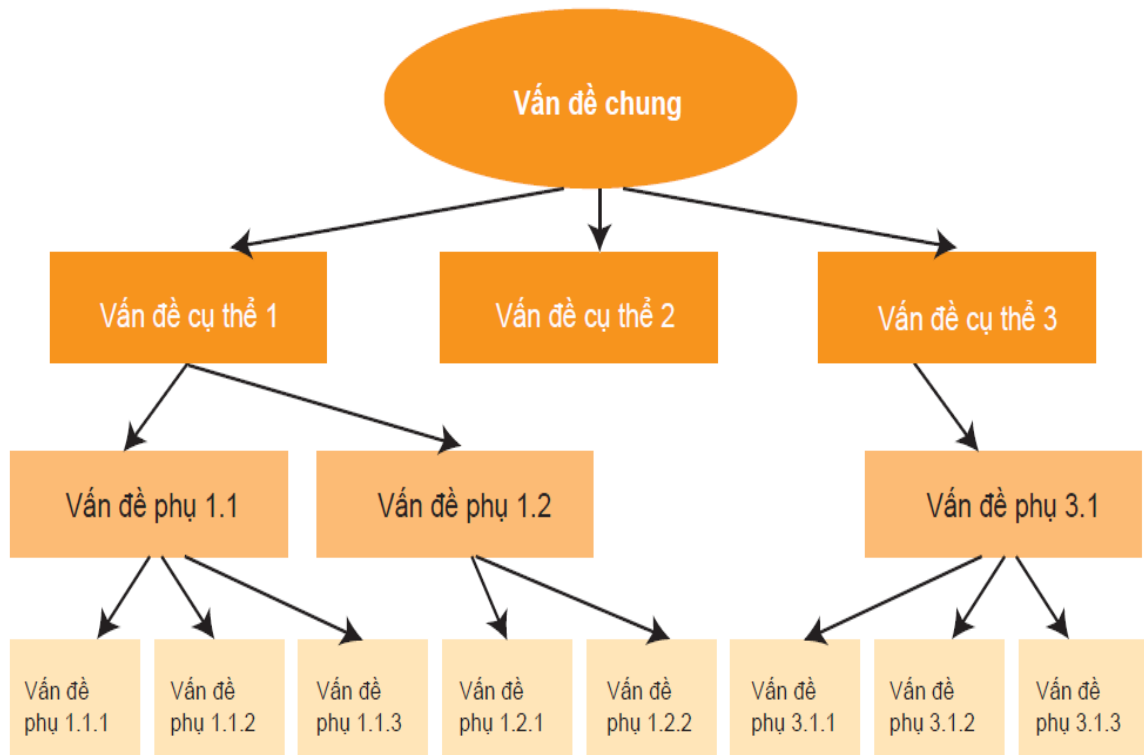 Vấn đề chung
Vấn đề cụ thể 1
Vấn đề cụ thể 2
Vấn đề cụ thể 3
Vấn đề phụ 1.1
Vấn đề phụ 1.2
Vấn đề phụ 3.1
Vấn đề
phụ 1.1.1
Vấn đề
phụ 1.1.2
Vấn đề
phụ 1.1.3
Vấn đề
phụ 1.2.1
Vấn đề
phụ 1.2.2
Vấn đề
phụ 3.1.1
Vấn đề
phụ 3.1.2
Vấn đề
phụ 3.1.3